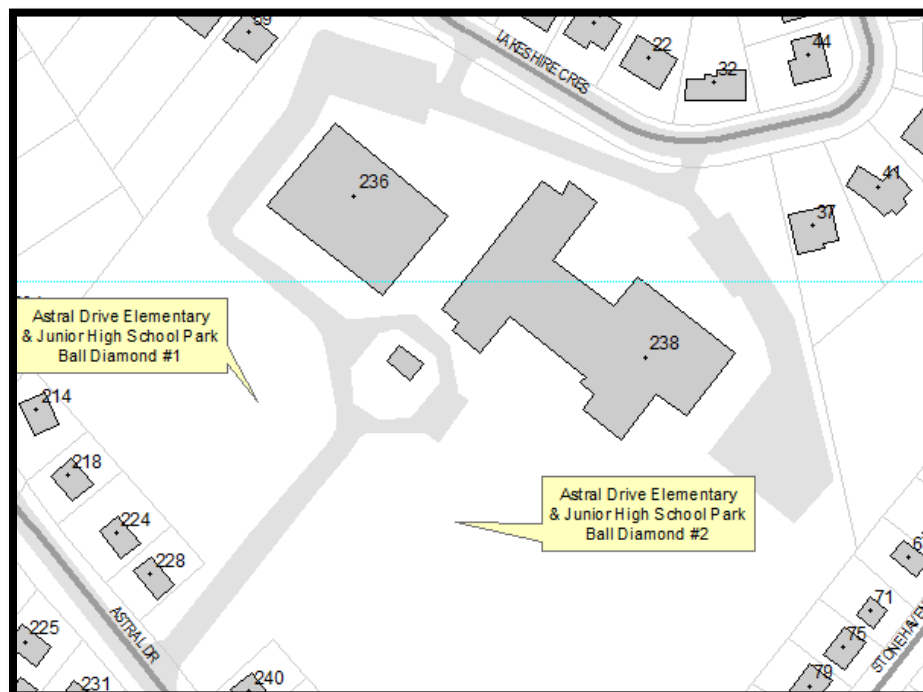 59
22
32
44
LAKESHIRE CRES
236
41
37
238
Astral Drive Elementary
& Junior High School Park
Ball Diamond #1
214
218
Astral Drive Elementary
& Junior High School Park
Ball Diamond #2
224
228
ASTRAL DR
225
231
240
71
75
79
STONEHAVEN